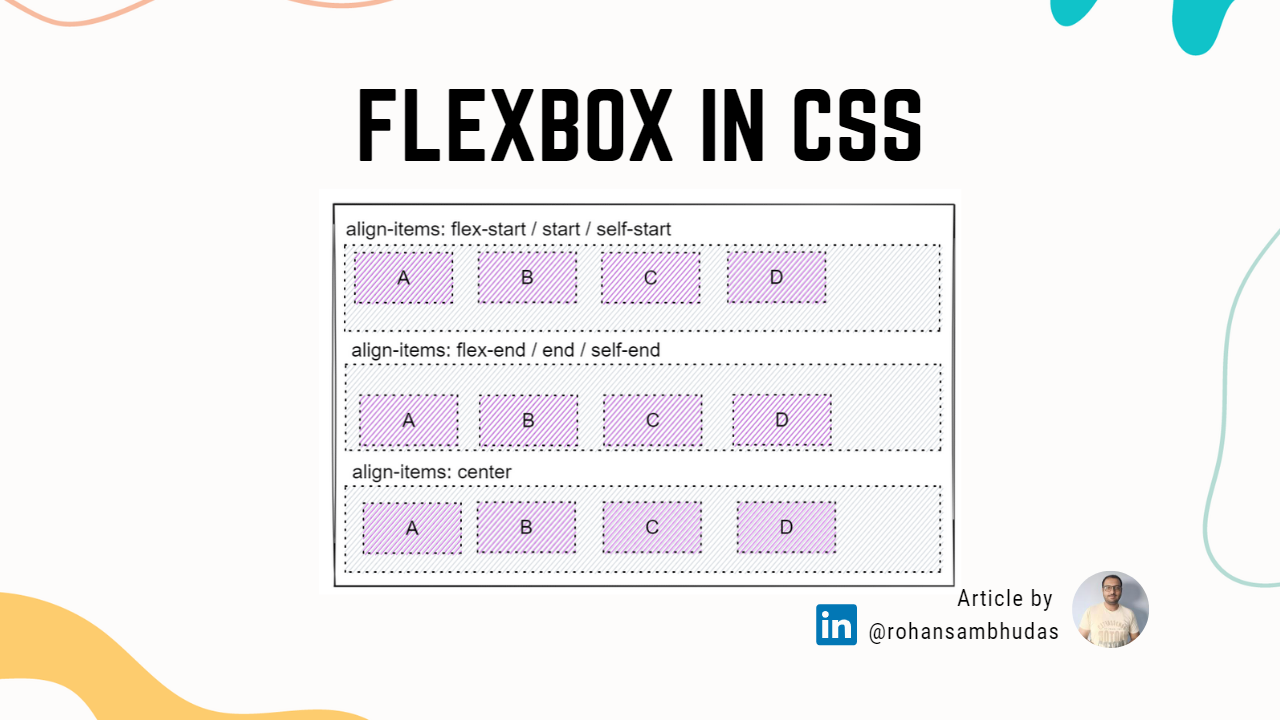 FLEXBOX IN CSS
align-items: flex-start / start / self-start
A B C D
align-items: flex-end / end / self-end
A B C D
align-items: center
A B C D
Article by
in @rohansambhudas